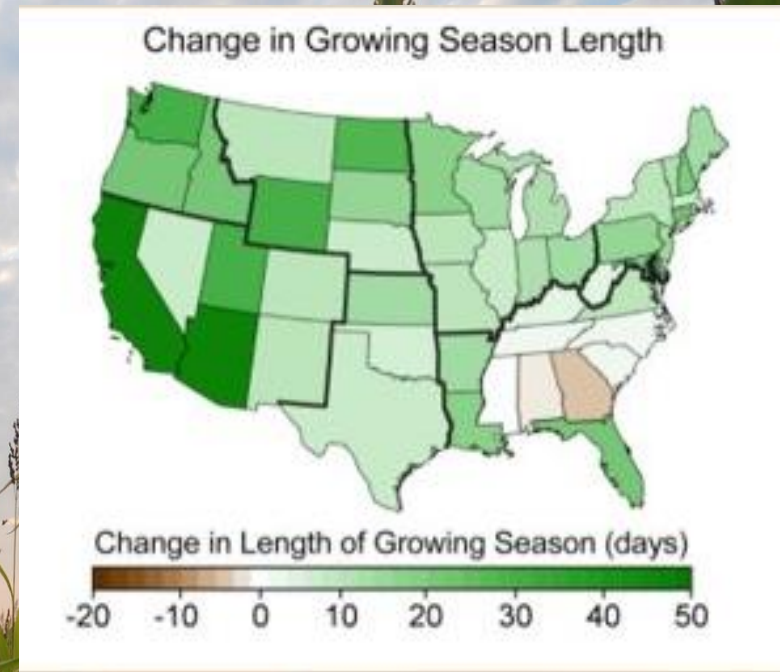 Change in Growing Season Length
Change in Length of Growing Season (days)
-20 -10 0 10 20 30 40 50